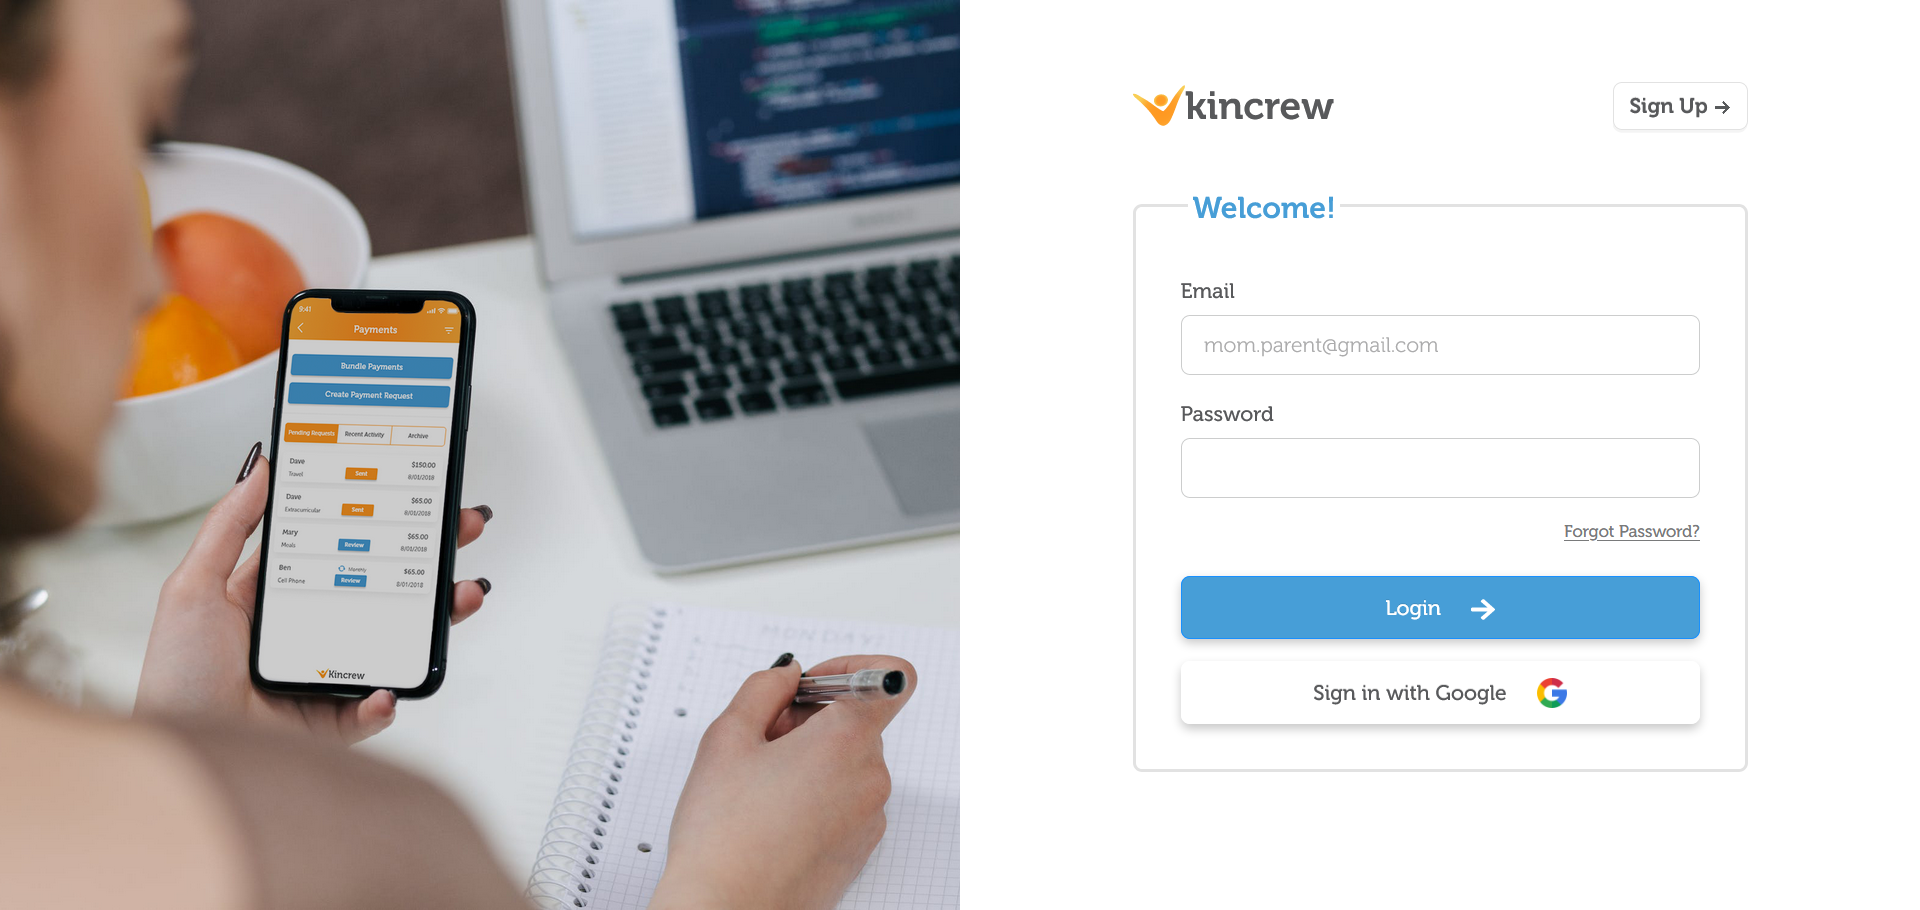 9:41
Payments
Bundle Payments
Create Payment Request
Pending Requests Recent Activity Archive
Dave $150.00
Travel Sent 8/01/2018
Dave $65.00
Extracurricular Sent 8/01/2018
Mary $65.00
Meals Review 8/01/2018
Ben Monthly $65.00
Cell Phone Review 8/01/2018
Kincrew
MONDAY!
kincrew
Sign Up →
Welcome!
Email
mom.parent@gmail.com
Password
Forgot Password?
Login →
Sign in with Google